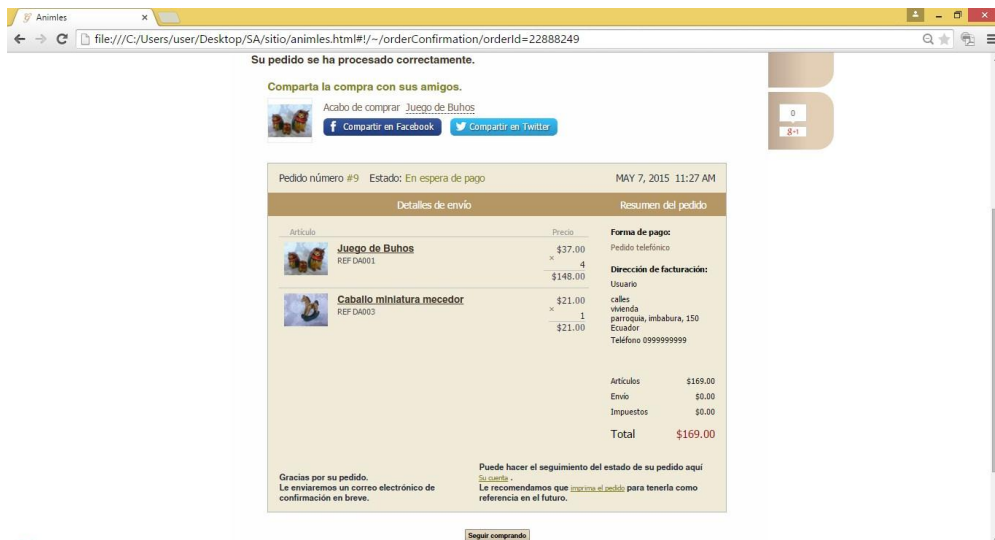 Animles
file:///C:/Users/user/Desktop/SA/sitio/animles.html#!/~/orderConfirmation/orderId=22888249
Su pedido se ha procesado correctamente.
Comparta la compra con sus amigos.
Acabo de comprar Juego de Buhos
Compartir en Facebook
Compartir en Twitter
0
g+1
Pedido número #9 Estado: En espera de pago MAY 7, 2015 11:27 AM
Detalles de envío
Resumen del pedido
Artículo Precio
Juego de Buhos $37.00
REF DA001
× 4
$148.00
Caballo miniatura mecedor $21.00
REF DA003
× 1
$21.00
Forma de pago:
Pedido telefónico
Dirección de facturación:
Usuario
calles
vivienda
parroquia, imbabura, 150
Ecuador
Teléfono 0999999999
Artículos $169.00
Envío $0.00
Impuestos $0.00
Total $169.00
Gracias por su pedido.
Le enviaremos un correo electrónico de
confirmación en breve.
Puede hacer el seguimiento del estado de su pedido aquí
Su cuenta .
Le recomendamos que imprima el pedido para tenerla como
referencia en el futuro.
Seguir comprando